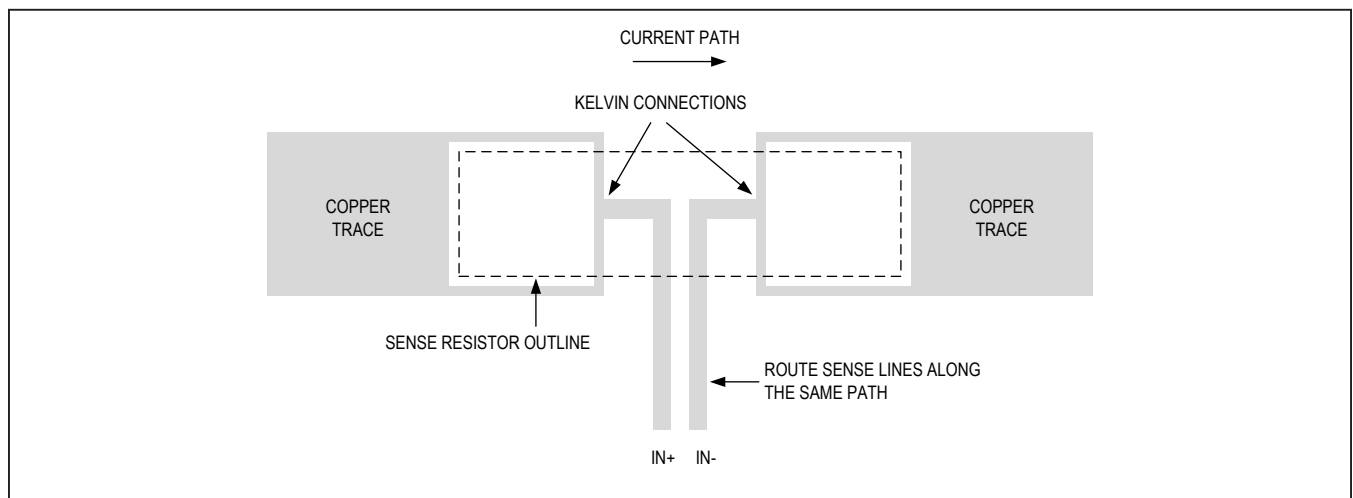 CURRENT PATH
KELVIN CONNECTIONS
COPPER
TRACE
COPPER
TRACE
SENSE RESISTOR OUTLINE
ROUTE SENSE LINES ALONG
THE SAME PATH
IN+ IN-